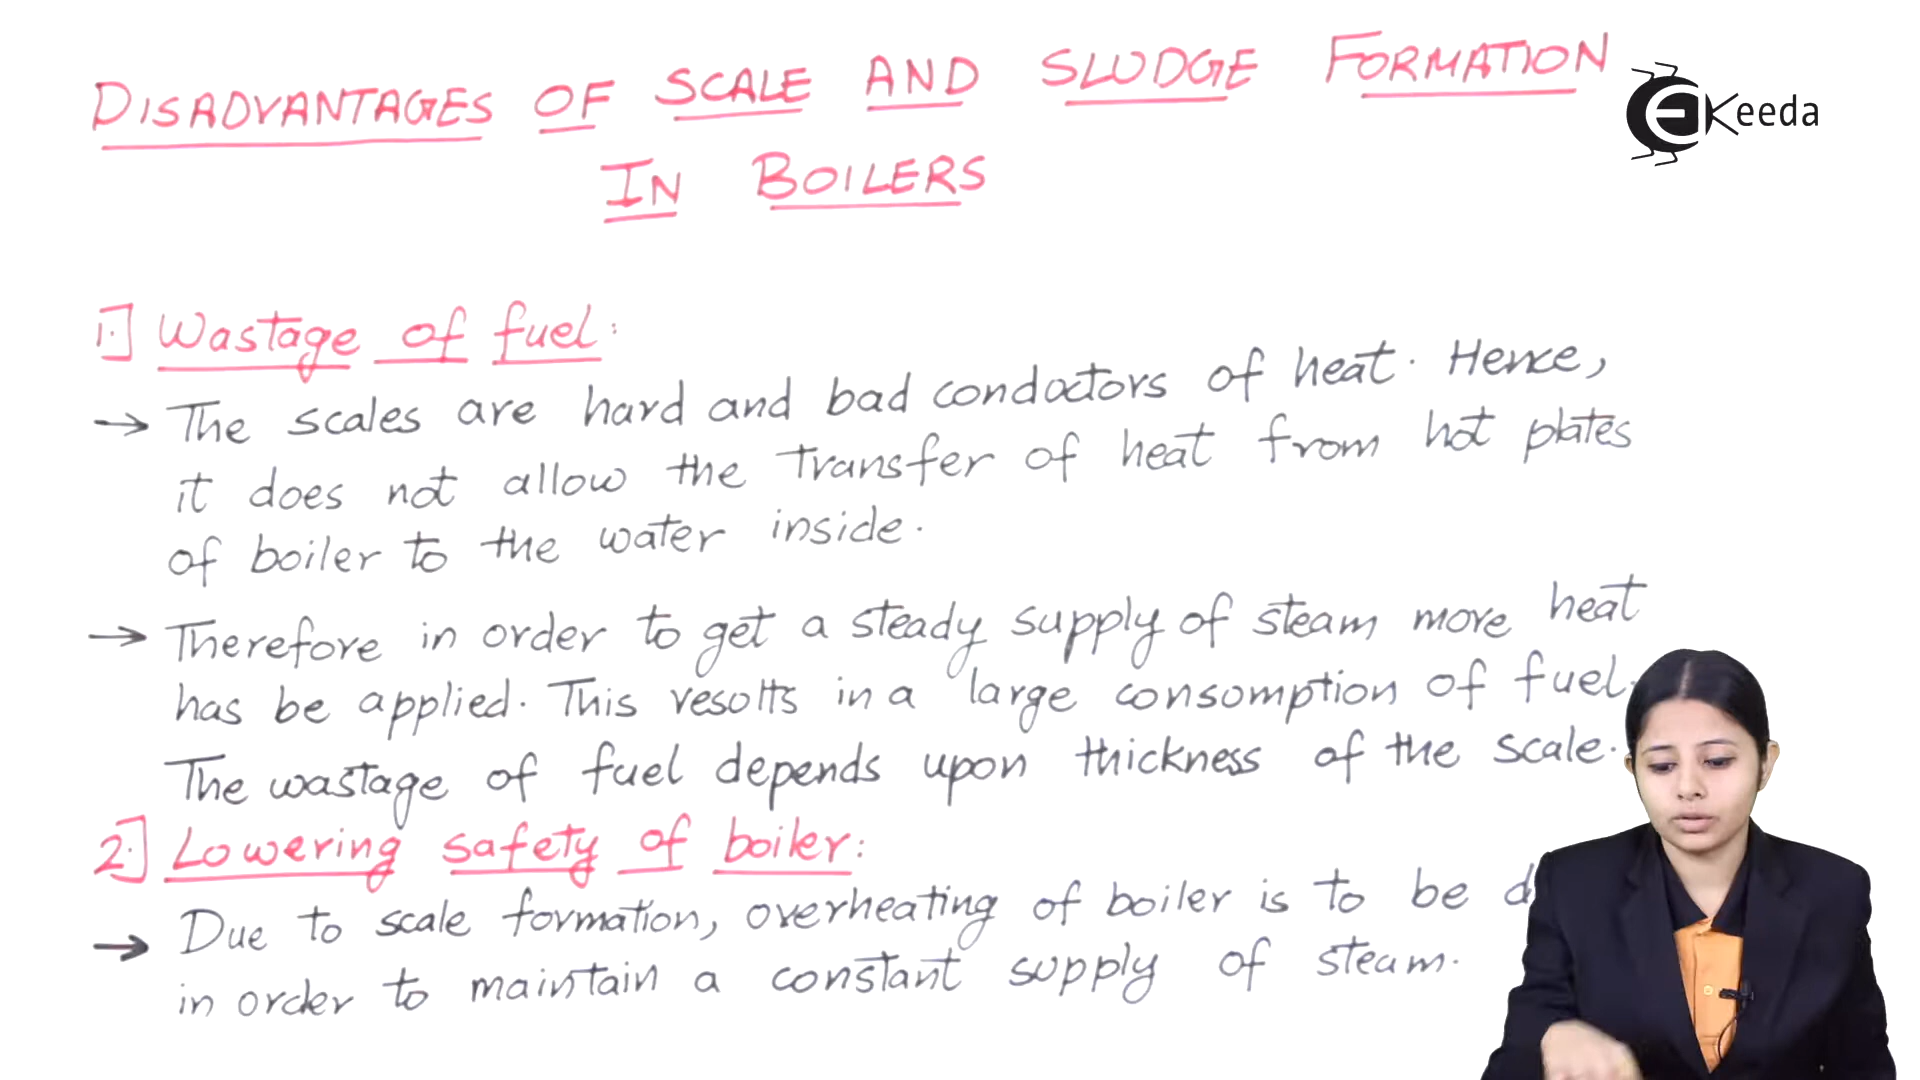 DISADVANTAGES OF SCALE AND SLUDGE FORMATION
IN BOILERS
EKeeda
1.] Wastage of fuel:
→ The scales are hard and bad conductors of heat. Hence,
it does not allow the transfer of heat from hot plates
of boiler to the water inside.
→ Therefore in order to get a steady supply of steam more heat
has be applied. This results in a large consumption of fuel.
The wastage of fuel depends upon thickness of the scale.
2.] Lowering safety of boiler:
→ Due to scale formation, overheating of boiler is to be
in order to maintain a constant supply of steam.